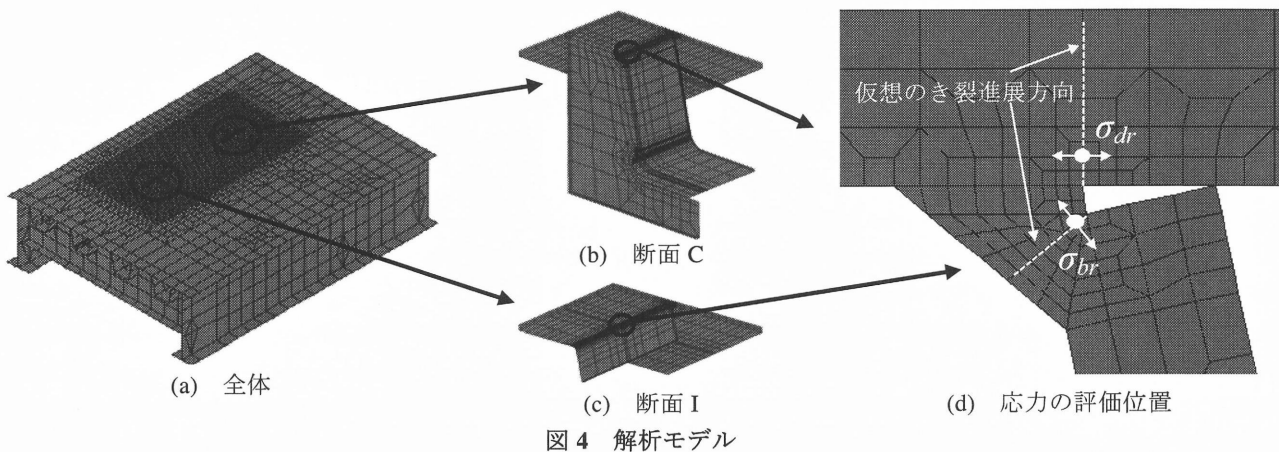 (a) 全体
(b) 断面 C
(c) 断面 I
仮想のき裂進展方向
σdr
σbr
(d) 応力の評価位置
図 4 解析モデル